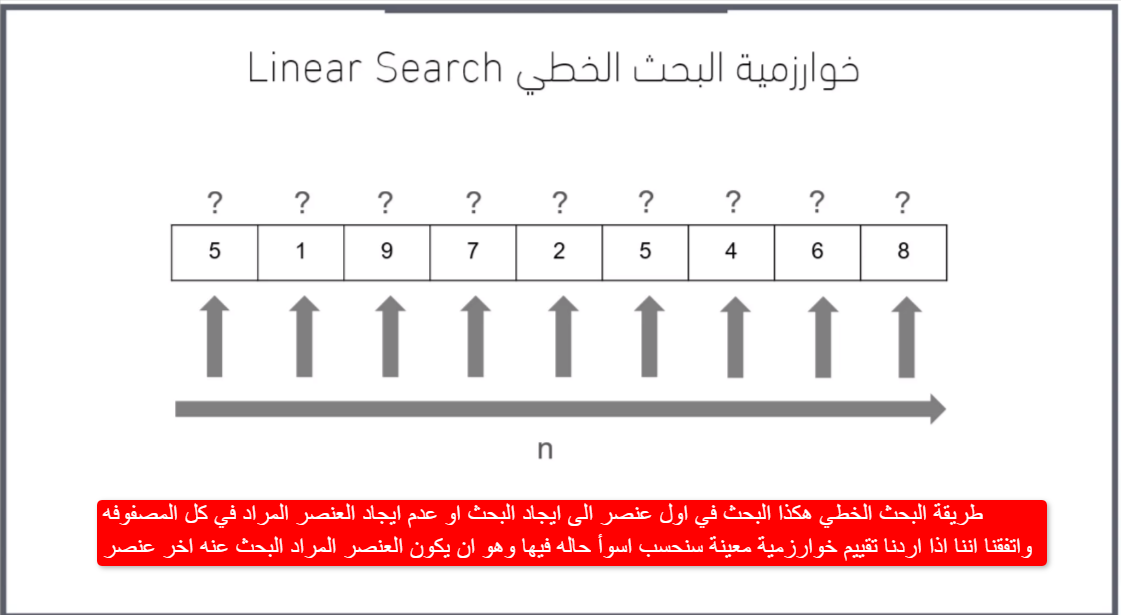 خوارزمية البحث الخطي Linear Search
? ? ? ? ? ? ? ? ?
5 1 9 7 2 5 4 6 8
n
طريقة البحث الخطي هكذا البحث في اول عنصر الى ايجاد البحث او عدم ايجاد العنصر المراد في كل المصفوفه
واتفقنا اننا اذا اردنا تقييم خوارزمية معينة سنحسب اسوأ حاله فيها وهو ان يكون العنصر المراد البحث عنه اخر عنصر